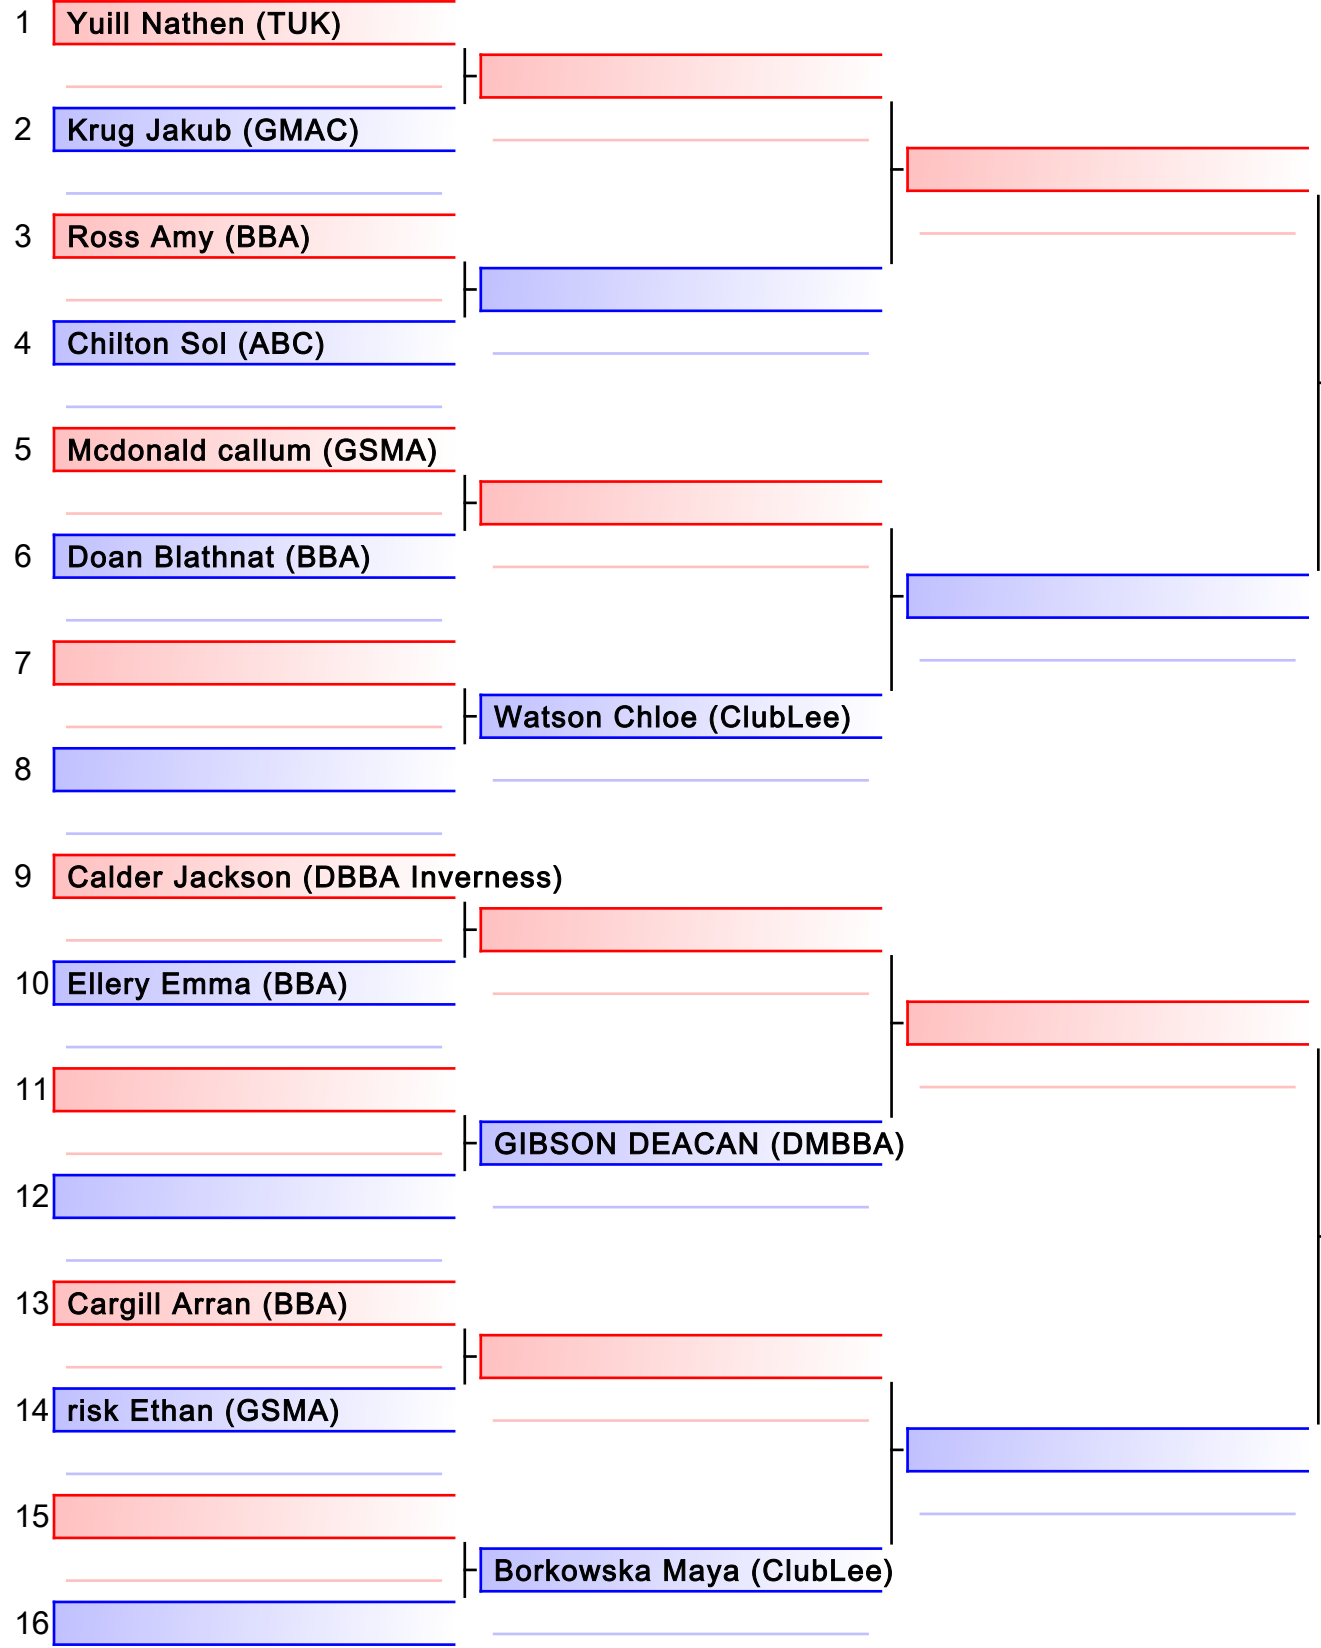 1 Yuill Nathen (TUK)
2 Krug Jakub (GMAC)
3 Ross Amy (BBA)
4 Chilton Sol (ABC)
5 Mcdonald callum (GSMA)
6 Doan Blathnat (BBA)
7
Watson Chloe (ClubLee)
8
9 Calder Jackson (DBBA Inverness)
10 Ellery Emma (BBA)
11
GIBSON DEACAN (DMBBA)
12
13 Cargill Arran (BBA)
14 risk Ethan (GSMA)
15
Borkowska Maya (ClubLee)
16